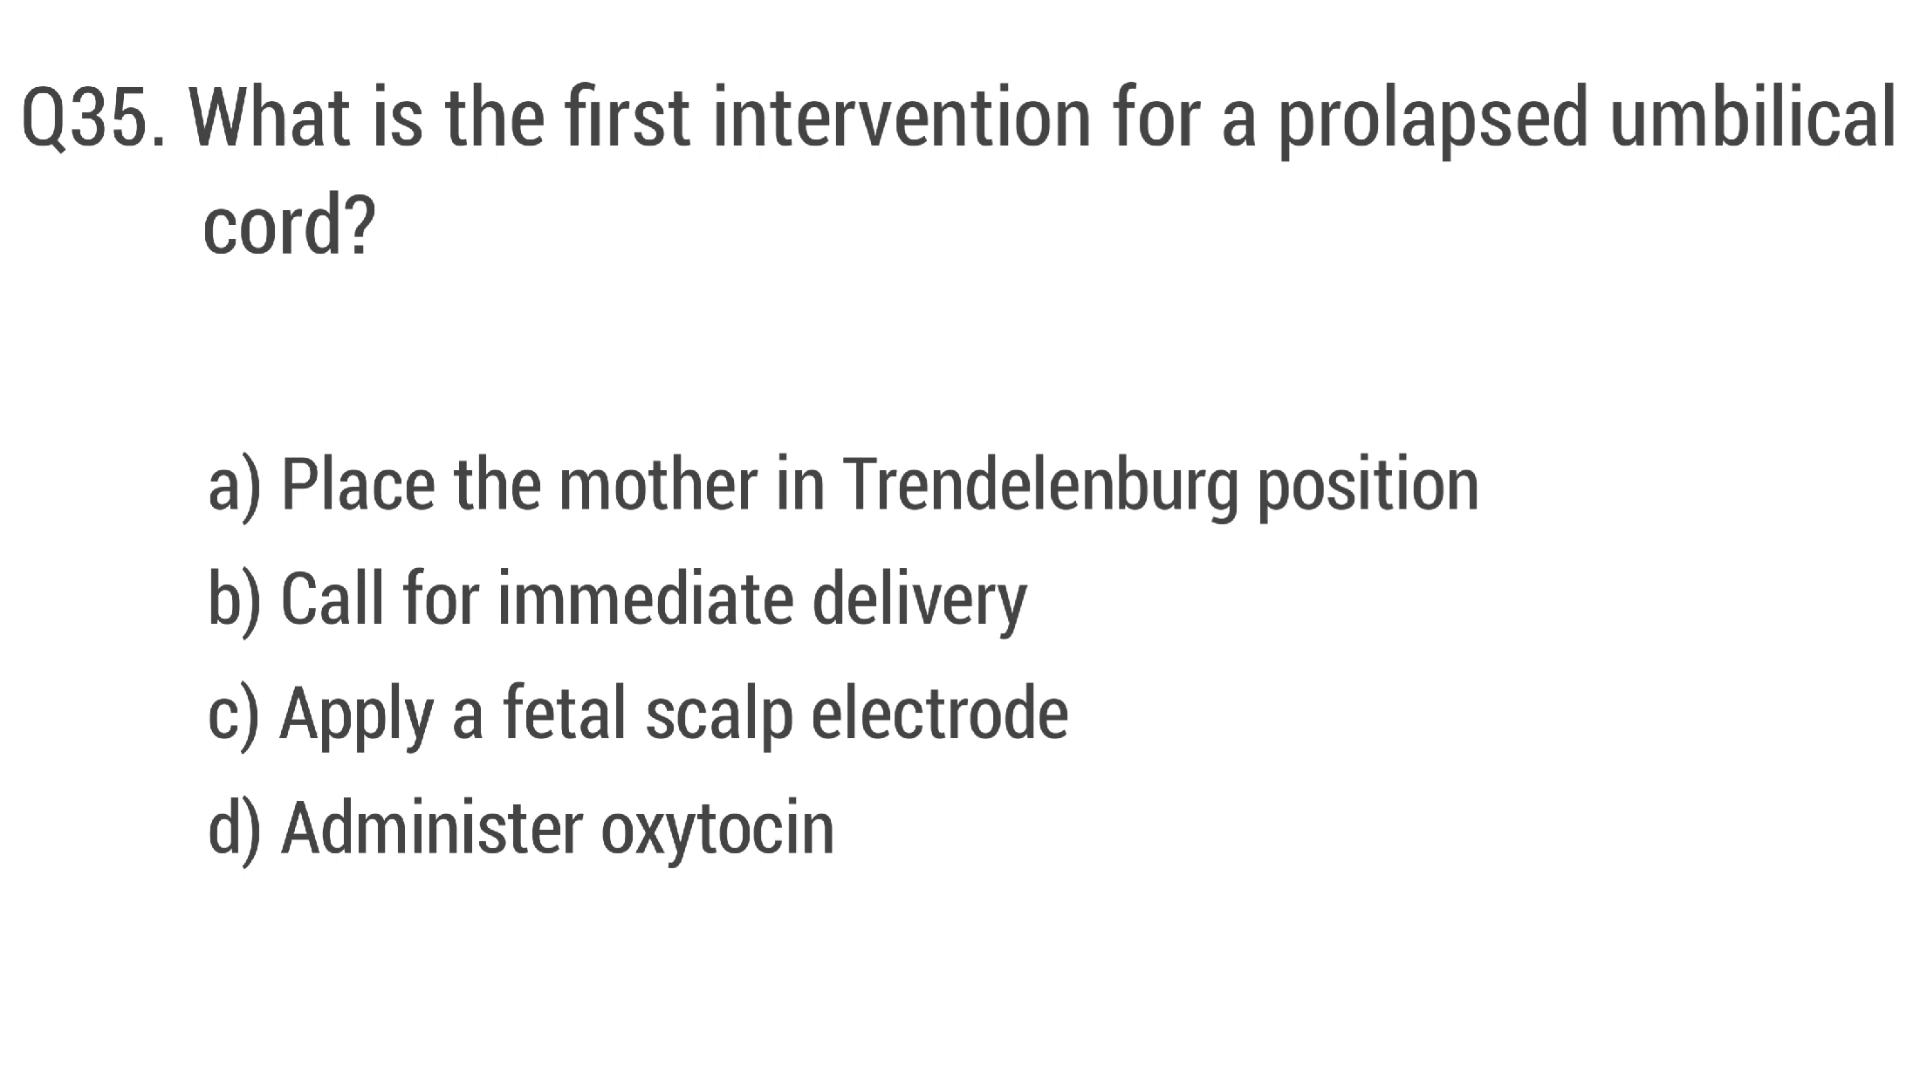 Q35. What is the first intervention for a prolapsed umbilical
cord?
a) Place the mother in Trendelenburg position
b) Call for immediate delivery
c) Apply a fetal scalp electrode
d) Administer oxytocin